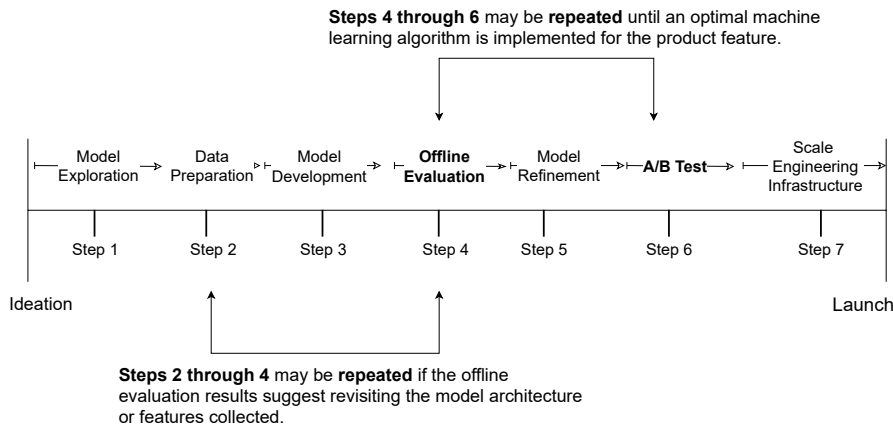 Steps 4 through 6 may be repeated until an optimal machine
learning algorithm is implemented for the product feature.
Model
Exploration
Data
Preparation
Model
Development
Offline
Evaluation
Model
Refinement
A/B Test
Scale
Engineering
Infrastructure
Step 1
Step 2
Step 3
Step 4
Step 5
Step 6
Step 7
Ideation
Launch
Steps 2 through 4 may be repeated if the offline
evaluation results suggest revisiting the model architecture
or features collected.